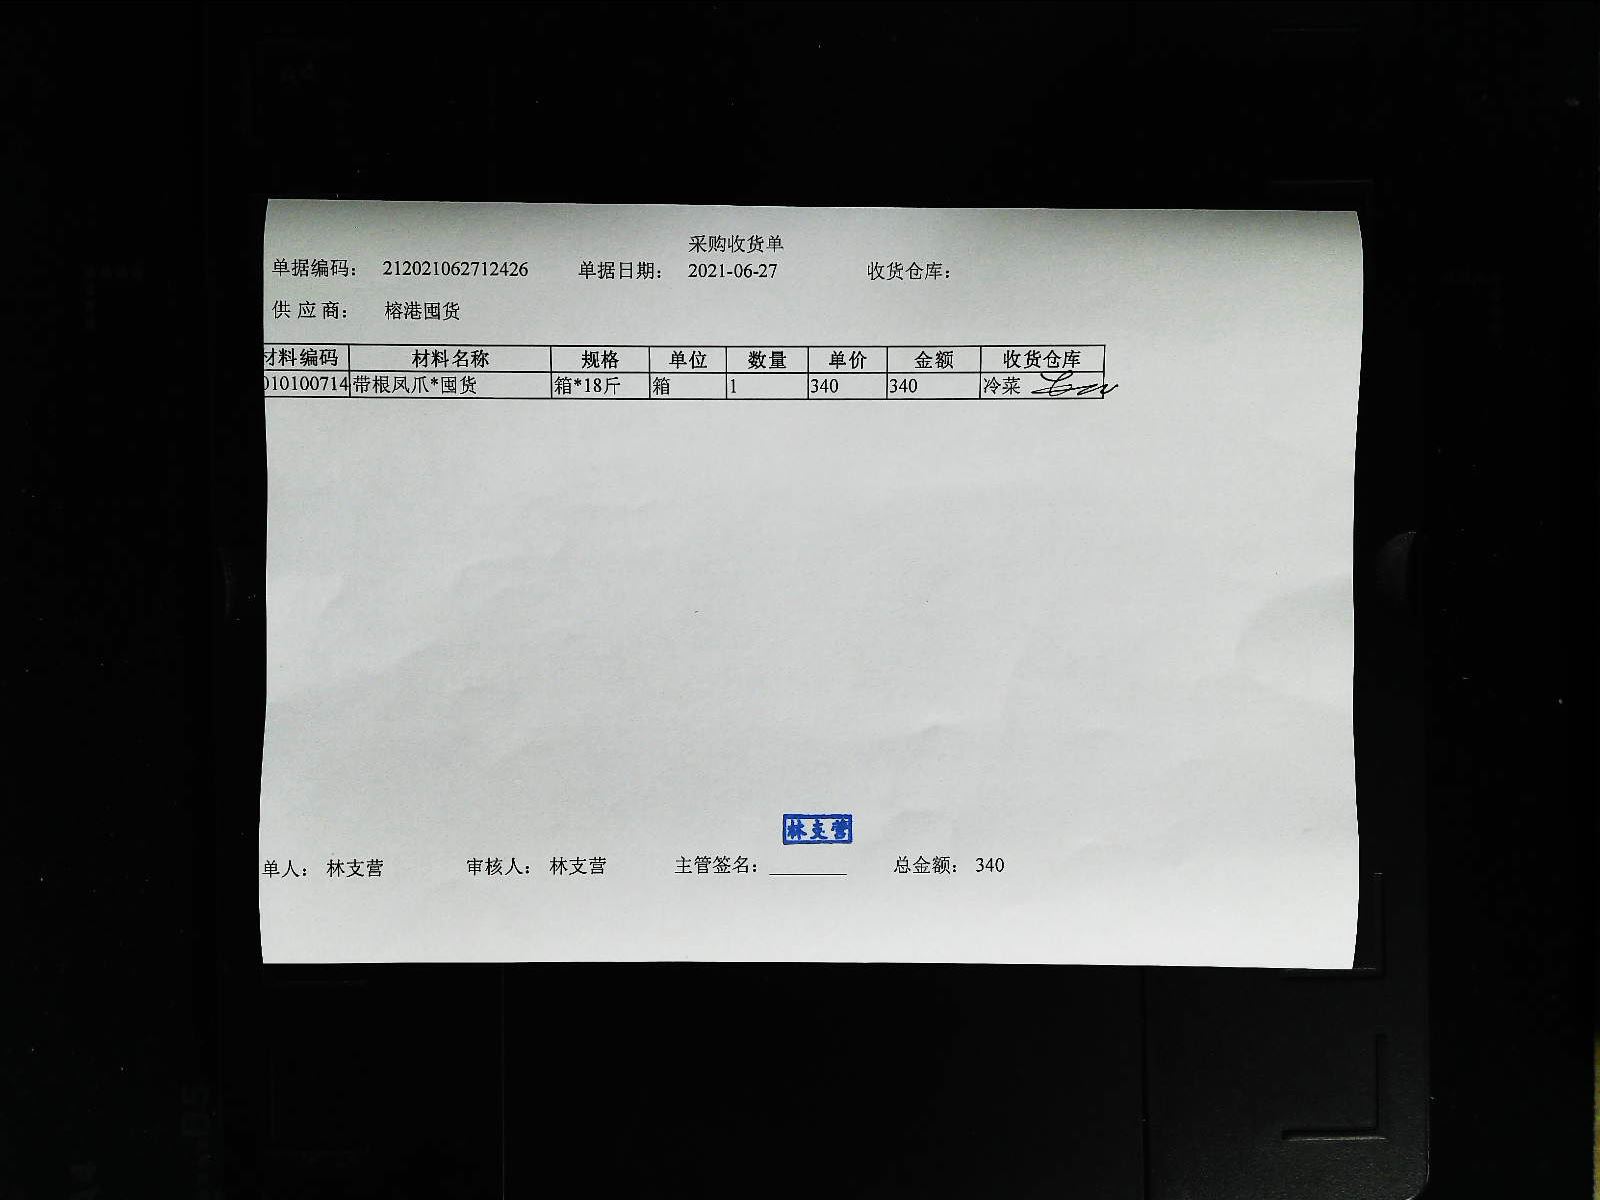 采购收货单
单据编码： 212021062712426 单据日期： 2021-06-27 收货仓库：
供 应 商： 榕港囤货
材料编码 材料名称 规格 单位 数量 单价 金额 收货仓库
010100714 带根凤爪*囤货 箱*18斤 箱 1 340 340 冷菜
林支营
单人： 林支营 审核人： 林支营 主管签名： 总金额： 340